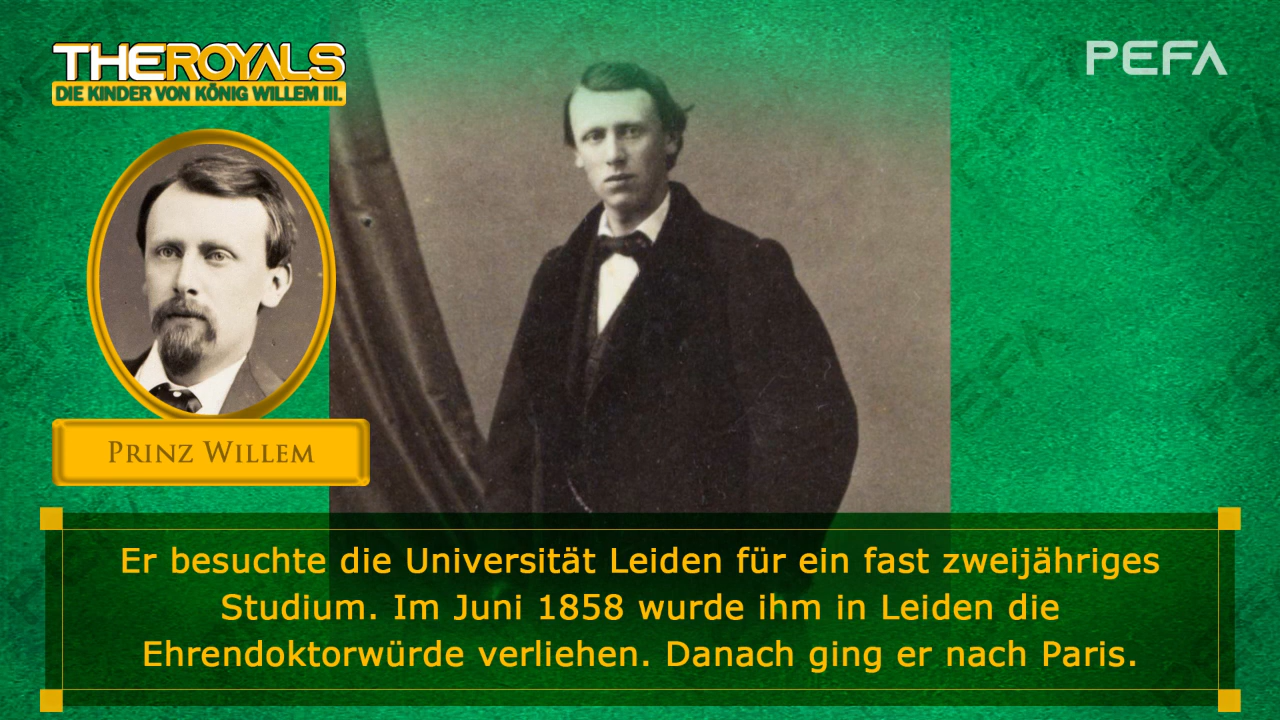 THEROYALS
DIE KINDER VON KÖNIG WILLEM III.
PEFA
PRINZ WILLEM
Er besuchte die Universität Leiden für ein fast zweijähriges
Studium. Im Juni 1858 wurde ihm in Leiden die
Ehrendoktorwürde verliehen. Danach ging er nach Paris.